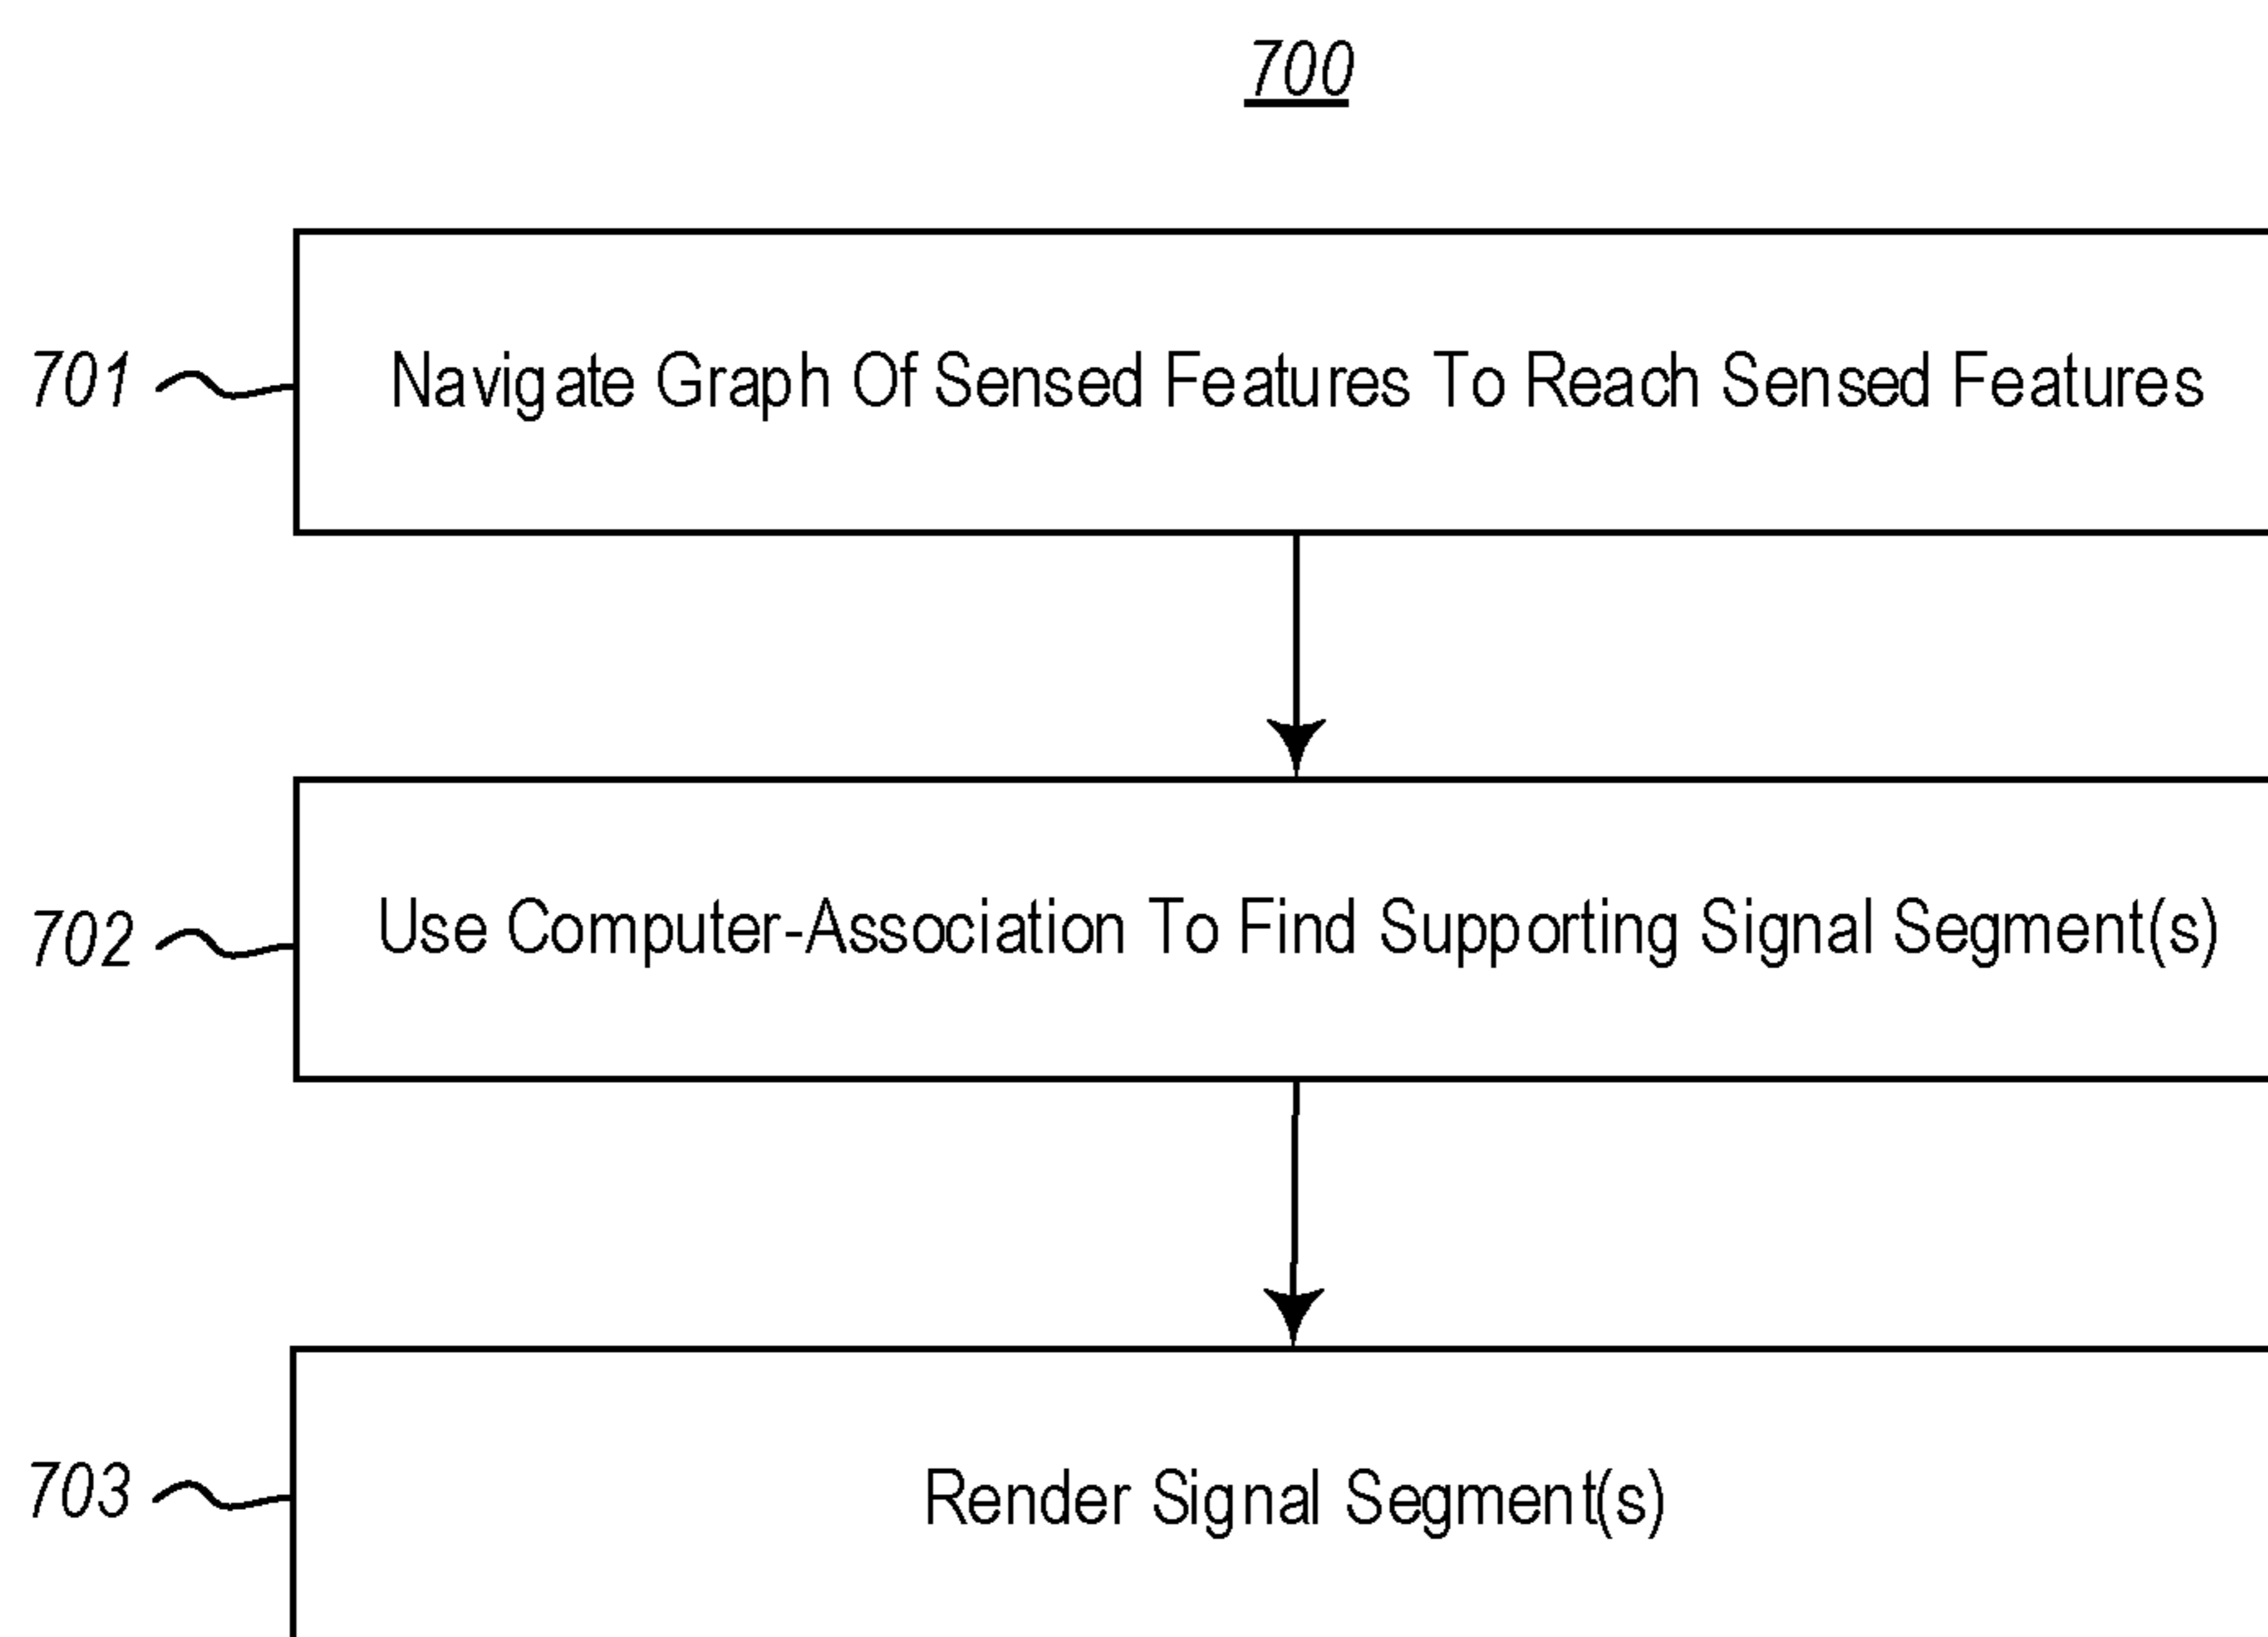 700
701 Navigate Graph Of Sensed Features To Reach Sensed Features
702 Use Computer-Association To Find Supporting Signal Segment(s)
703 Render Signal Segment(s)